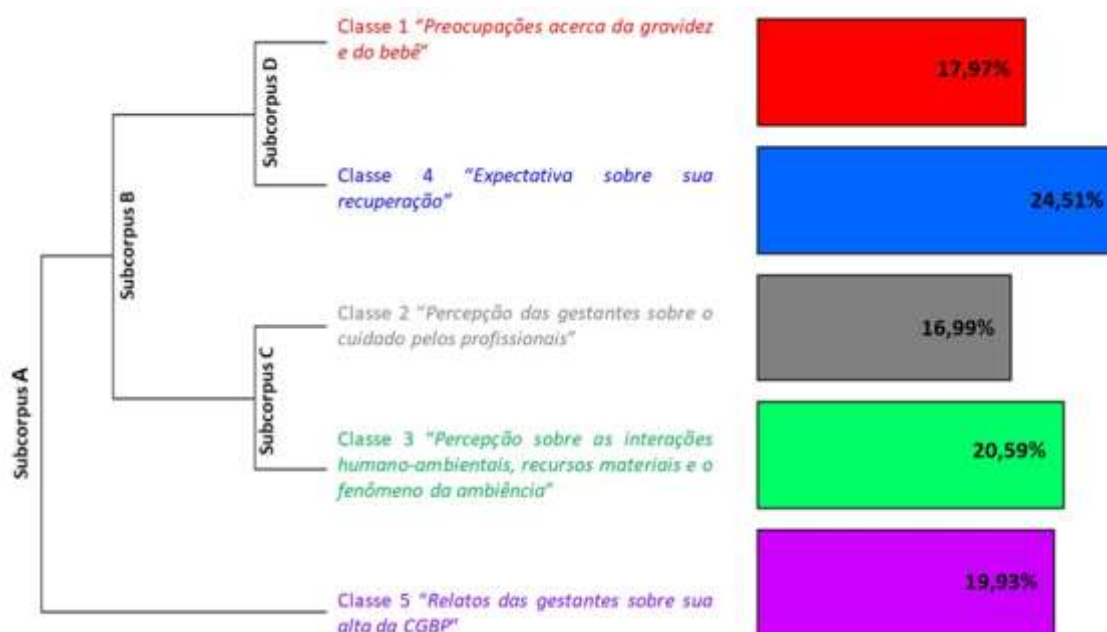 Classe 1 "Preocupações acerca da gravidez
e do bebê"
17,97%
Subcorpus D
Classe 4 "Expectativa sobre sua
recuperação"
24,51%
Subcorpus B
Classe 2 "Percepção das gestantes sobre o
cuidado pelos profissionais"
16,99%
Subcorpus C
Subcorpus A
Classe 3 "Percepção sobre as interações
humano-ambientais, recursos materiais e o
fenômeno da ambiência"
20,59%
Classe 5 "Relatos das gestantes sobre sua
alta da CGBP"
19,93%